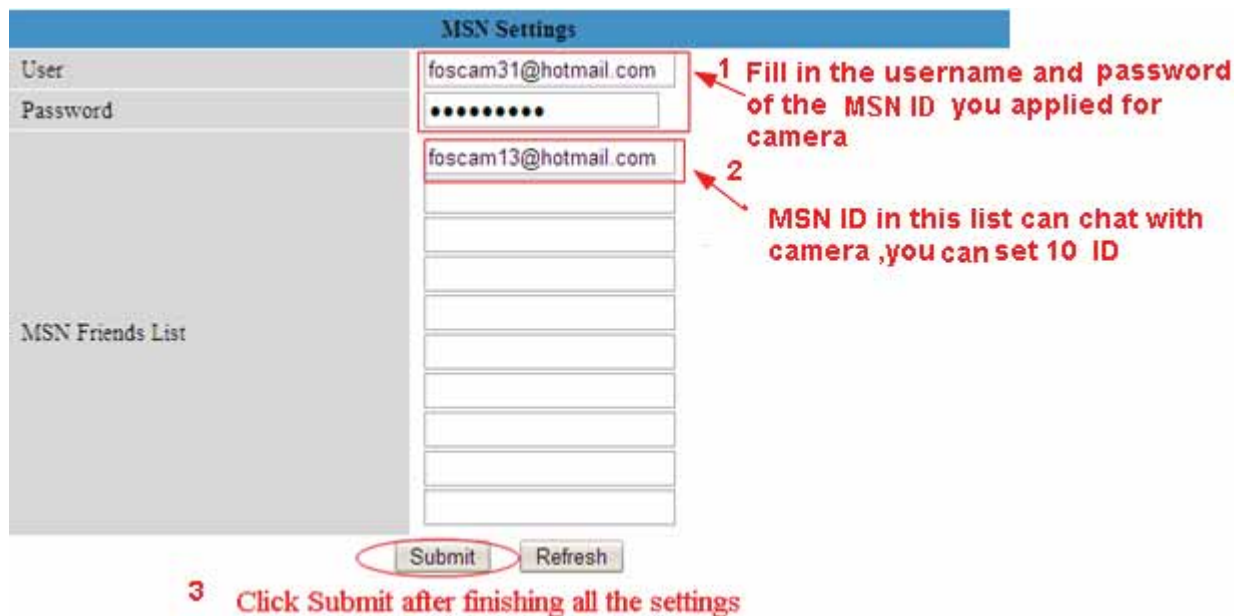 MSN Settings
User
foscam31@hotmail.com
Password
●●●●●●●●●
1 Fill in the username and password
of the MSN ID you applied for
camera
foscam13@hotmail.com
2
MSN ID in this list can chat with
camera ,you can set 10 ID
MSN Friends List
Submit Refresh
3 Click Submit after finishing all the settings